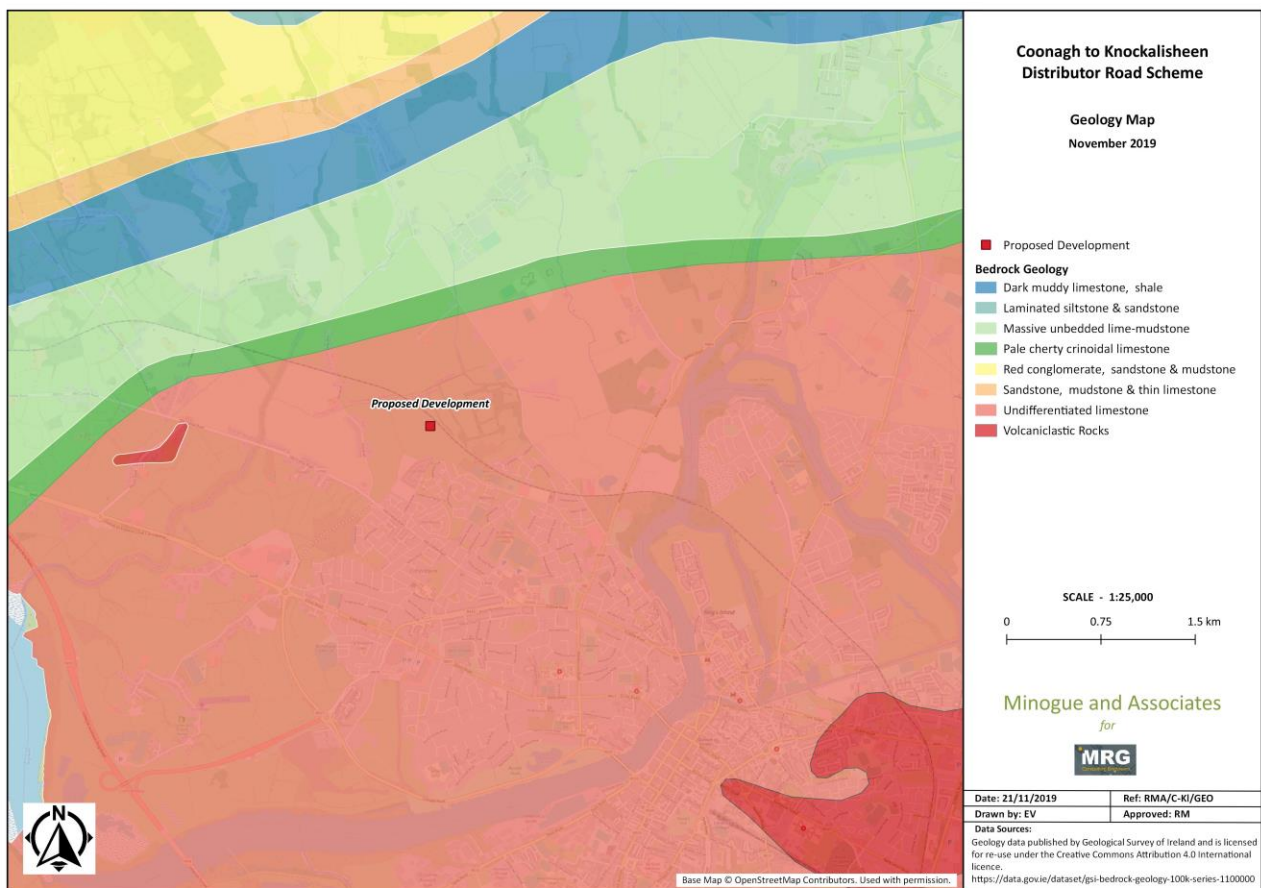 Coonagh to Knockalisheen
Distributor Road Scheme
Geology Map
November 2019
Proposed Development
Bedrock Geology
Dark muddy limestone, shale
Laminated siltstone & sandstone
Massive unbedded lime-mudstone
Pale cherty crinoidal limestone
Red conglomerate, sandstone & mudstone
Sandstone, mudstone & thin limestone
Undifferentiated limestone
Volcaniclastic Rocks
Proposed Development
SCALE - 1:25,000
0 0.75 1.5 km
Minogue and Associates
for
MRG
Date: 21/11/2019 Ref: RMA/C-KI/GEO
Drawn by: EV Approved: RM
Data Sources:
Geology data published by Geological Survey of Ireland and is licensed
for re-use under the Creative Commons Attribution 4.0 International
licence.
https://data.gov.ie/dataset/gsi-bedrock-geology-100k-series-1100000
N
Base Map © OpenStreetMap Contributors. Used with permission.